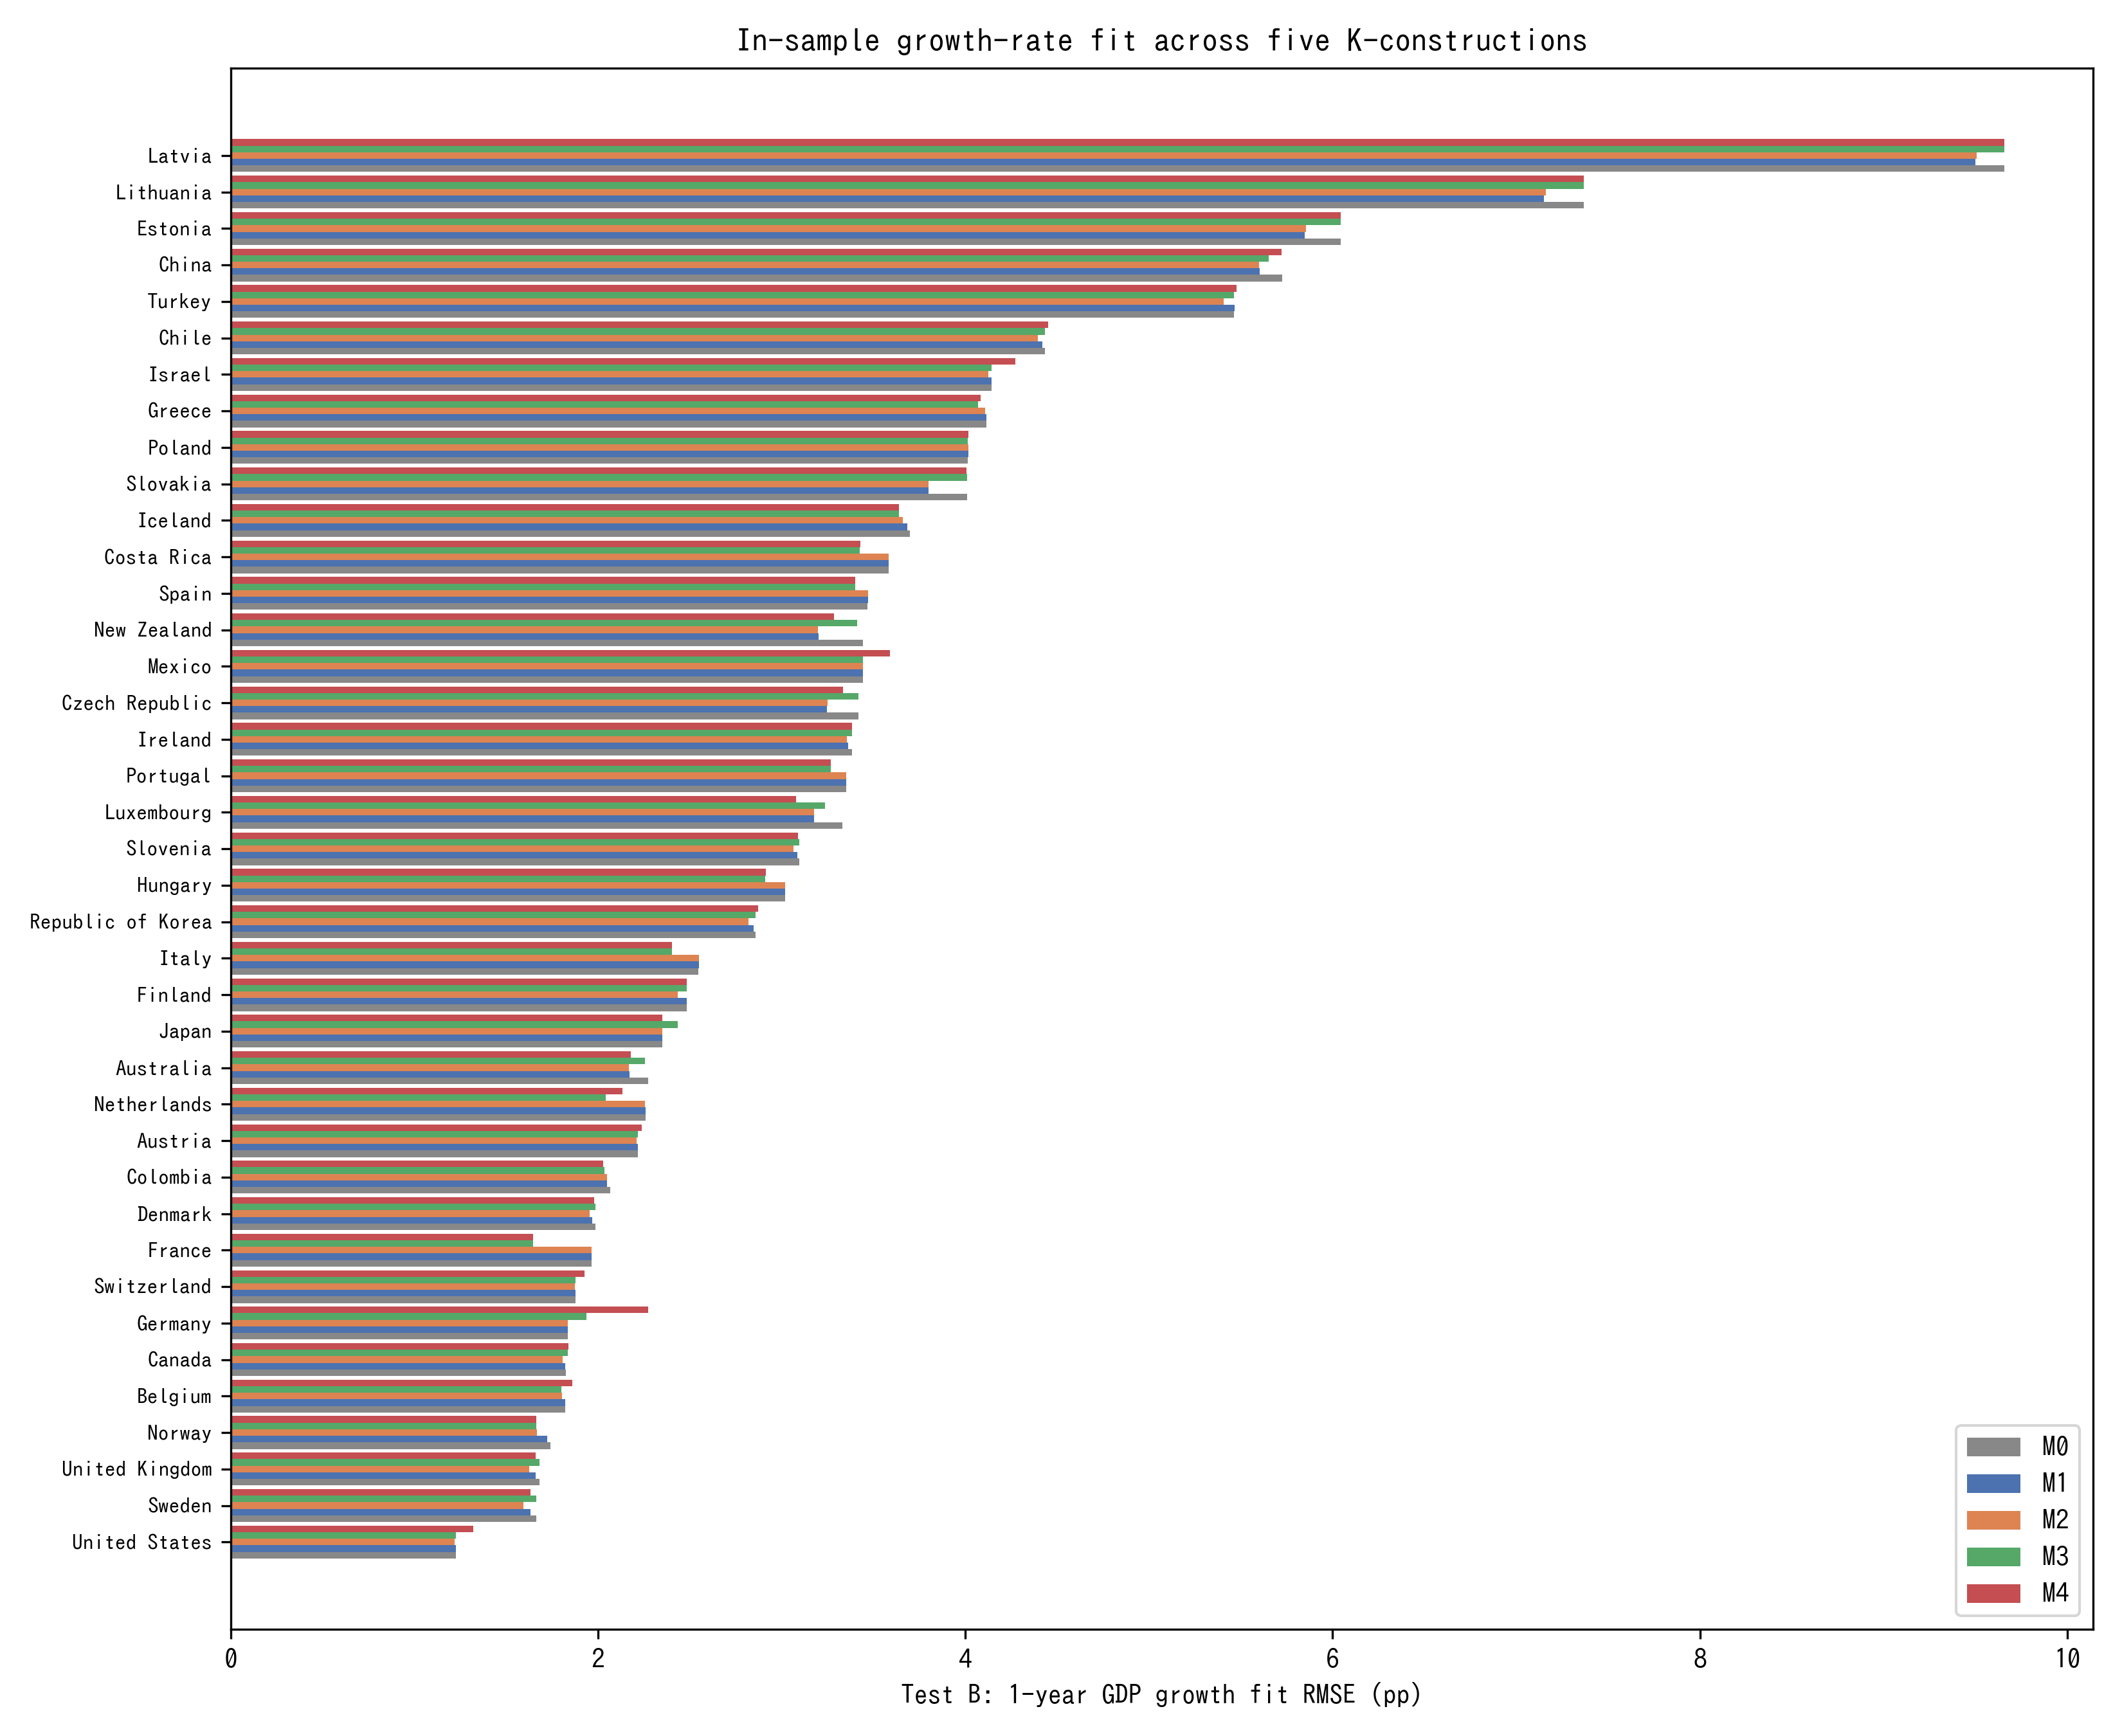 In-sample growth-rate fit across five K-constructions
Latvia
Lithuania
Estonia
China
Turkey
Chile
Israel
Greece
Poland
Slovakia
Iceland
Costa Rica
Spain
New Zealand
Mexico
Czech Republic
Ireland
Portugal
Luxembourg
Slovenia
Hungary
Republic of Korea
Italy
Finland
Japan
Australia
Netherlands
Austria
Colombia
Denmark
France
Switzerland
Germany
Canada
Belgium
Norway
United Kingdom
Sweden
United States
M0
M1
M2
M3
M4
0 2 4 6 8 10
Test B: 1-year GDP growth fit RMSE (pp)